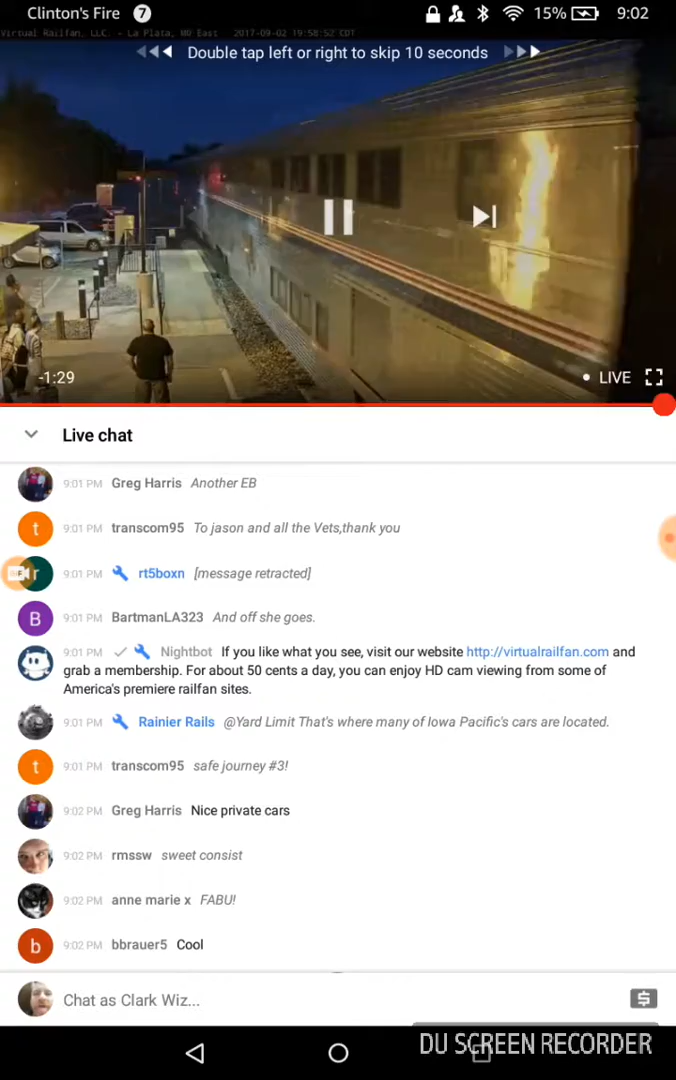 Clinton's Fire 7 15% 9:02
Virtual Railfan, LLC. - La Plata, MO East 2017-09-02 19:58:52 CDT
Double tap left or right to skip 10 seconds
-1:29 LIVE
Live chat
9:01 PM Greg Harris Another EB
t 9:01 PM transcom95 To jason and all the Vets,thank you
r 9:01 PM rt5boxn [message retracted]
B 9:01 PM BartmanLA323 And off she goes.
9:01 PM Nightbot If you like what you see, visit our website http://virtualrailfan.com and
grab a membership. For about 50 cents a day, you can enjoy HD cam viewing from some of
America's premiere railfan sites.
9:01 PM Rainier Rails @Yard Limit That's where many of Iowa Pacific's cars are located.
t 9:01 PM transcom95 safe journey #3!
9:02 PM Greg Harris Nice private cars
9:02 PM rmssw sweet consist
9:02 PM anne marie x FABU!
b 9:02 PM bbrauer5 Cool
Chat as Clark Wiz... $
DU SCREEN RECORDER